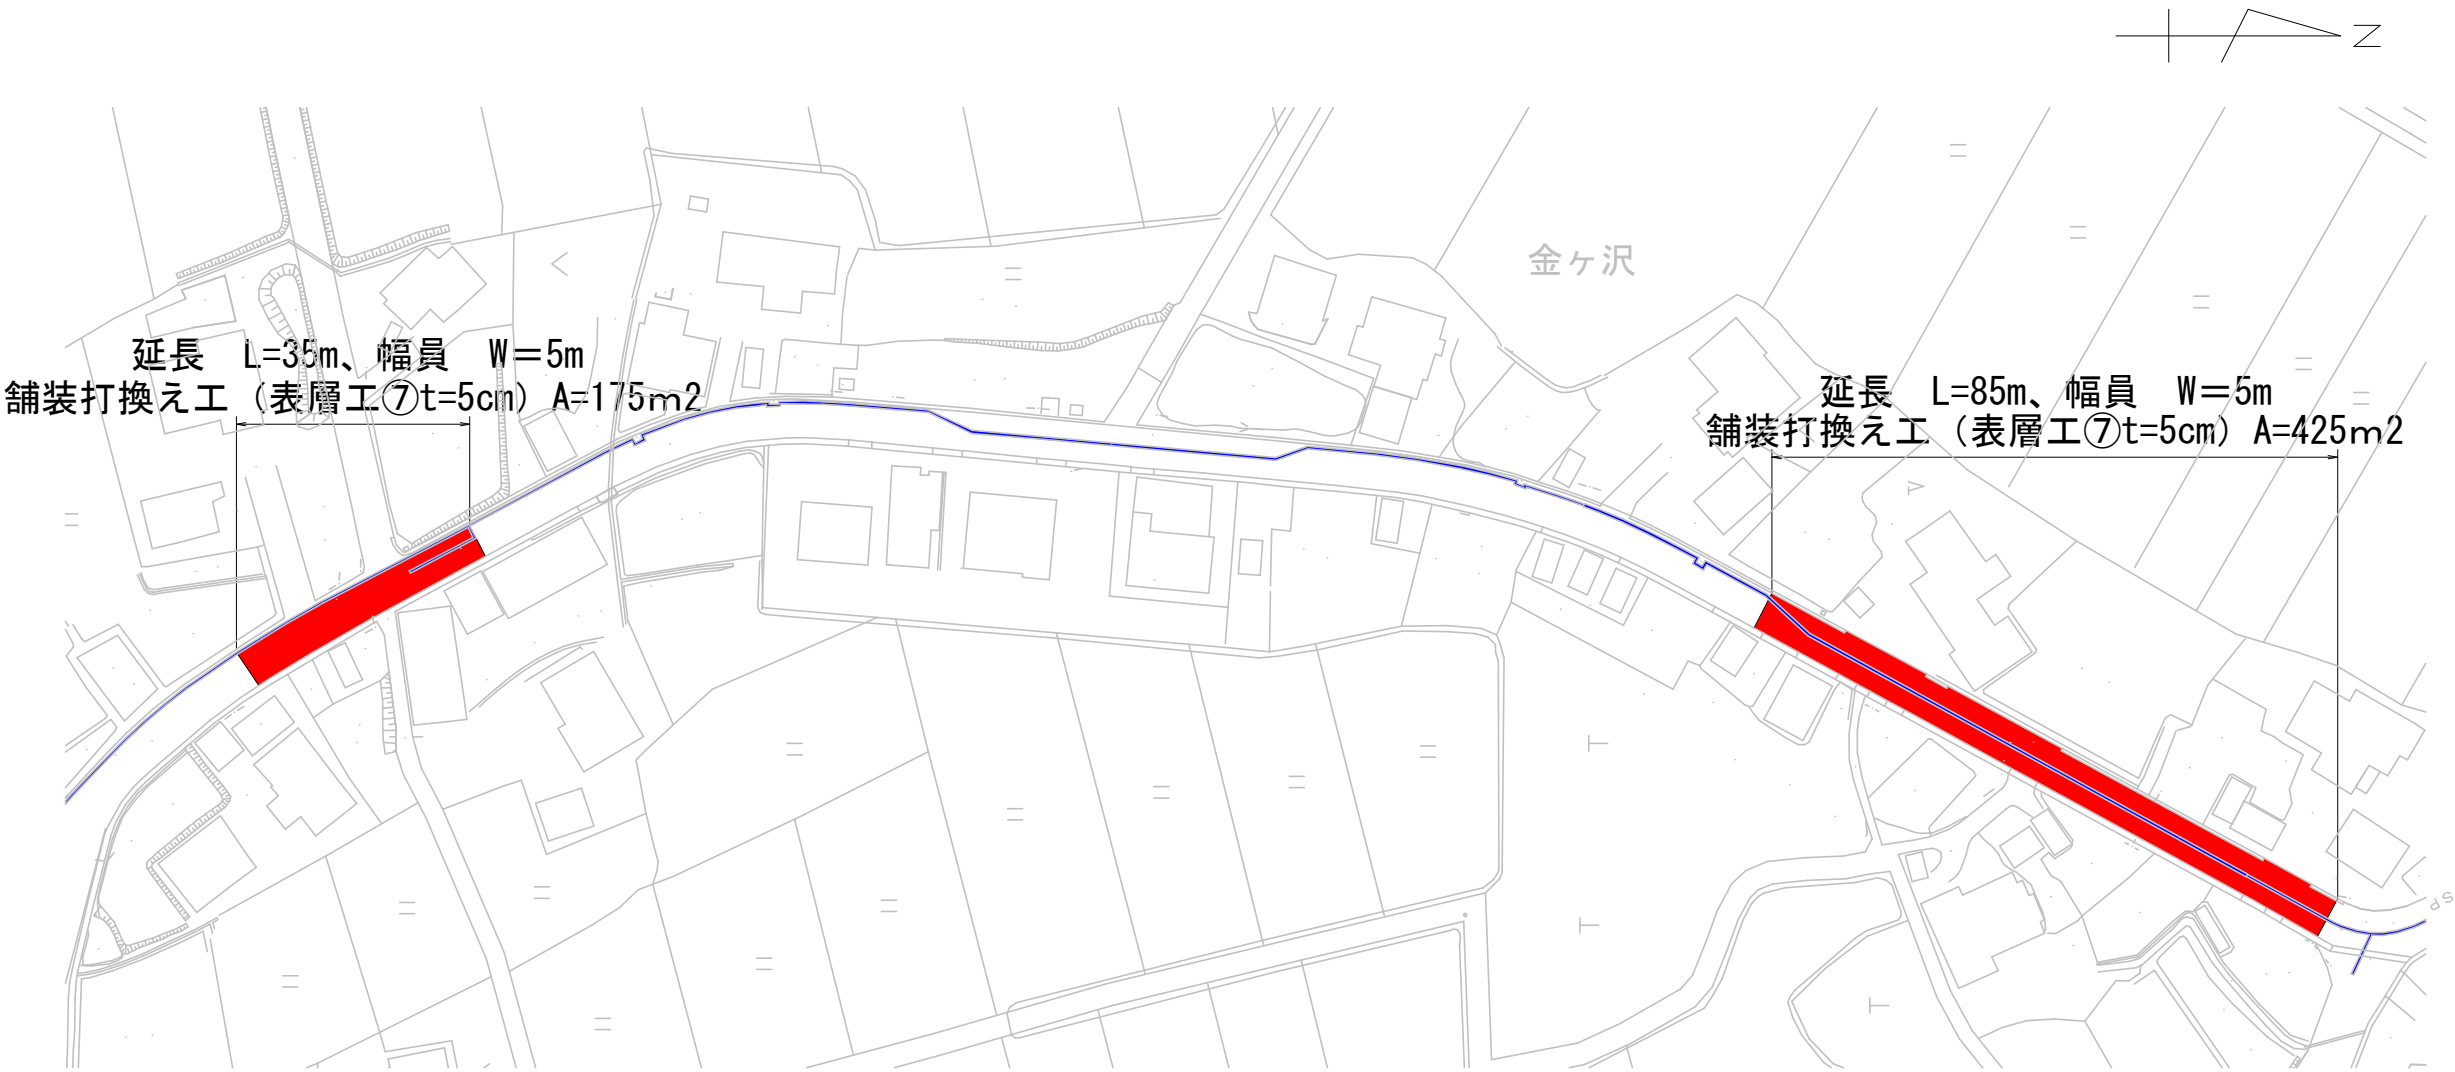 N
金ヶ沢
延長　L=35m、幅員　W＝5m
舗装打換え工（表層工⑦t=5cm）A=175m2
延長　L=85m、幅員　W＝5m
舗装打換え工（表層工⑦t=5cm）A=425m2